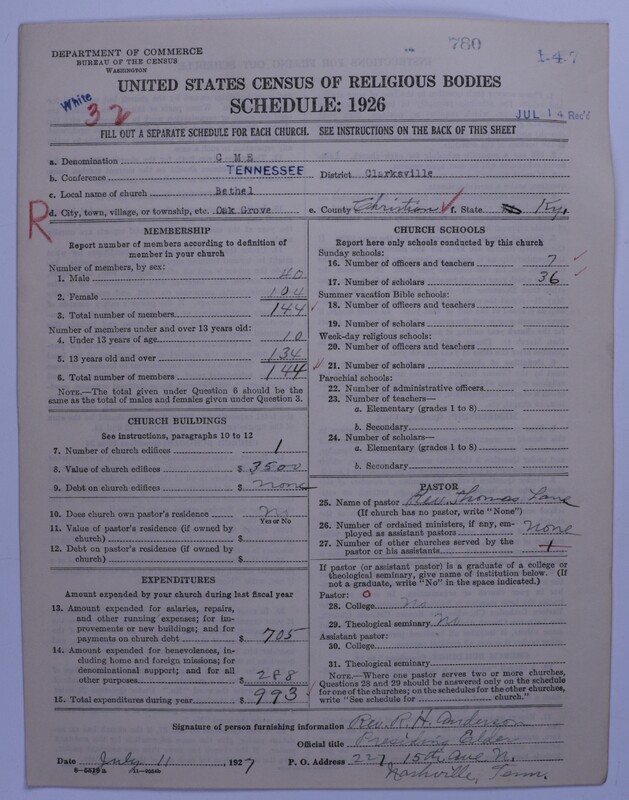 DEPARTMENT OF COMMERCE
BUREAU OF THE CENSUS
WASHINGTON
780
1-47
UNITED STATES CENSUS OF RELIGIOUS BODIES
SCHEDULE: 1926
White
32
JUL 14 Rec'd
FILL OUT A SEPARATE SCHEDULE FOR EACH CHURCH. SEE INSTRUCTIONS ON THE BACK OF THIS SHEET
a. Denomination C M E
b. Conference TENNESSEE District Clarksville
c. Local name of church Bethel
R
d. City, town, village, or township, etc. Oak Grove e. County Christian f. State Ky.
MEMBERSHIP
Report number of members according to definition of
member in your church
Number of members, by sex:
1. Male 40
2. Female 104
3. Total number of members 144
Number of members under and over 13 years old:
4. Under 13 years of age 10
5. 13 years old and over 134
6. Total number of members 144
NOTE.—The total given under Question 6 should be the
same as the total of males and females given under Question 3.
CHURCH BUILDINGS
See instructions, paragraphs 10 to 12
7. Number of church edifices 1
8. Value of church edifices $ 3500
9. Debt on church edifices $ None
10. Does church own pastor's residence No
Yes or No
11. Value of pastor's residence (if owned by
church) $
12. Debt on pastor's residence (if owned by
church) $
EXPENDITURES
Amount expended by your church during last fiscal year
13. Amount expended for salaries, repairs,
and other running expenses; for im-
provements or new buildings; and for
payments on church debt $ 705
14. Amount expended for benevolences, in-
cluding home and foreign missions; for
denominational support; and for all
other purposes $ 288
15. Total expenditures during year $ 993
CHURCH SCHOOLS
Report here only schools conducted by this church
Sunday schools:
16. Number of officers and teachers 7
17. Number of scholars 36
Summer vacation Bible schools:
18. Number of officers and teachers
19. Number of scholars
Week-day religious schools:
20. Number of officers and teachers
21. Number of scholars
Parochial schools:
22. Number of administrative officers
23. Number of teachers—
a. Elementary (grades 1 to 8)
b. Secondary
24. Number of scholars—
a. Elementary (grades 1 to 8)
b. Secondary
PASTOR
25. Name of pastor Rev Thomas Lane
(If church has no pastor, write "None")
26. Number of ordained ministers, if any, em-
ployed as assistant pastors None
27. Number of other churches served by the
pastor or his assistants 1
If pastor (or assistant pastor) is a graduate of a college or
theological seminary, give name of institution below. (If
not a graduate, write "No" in the space indicated.)
Pastor: 0
28. College No
29. Theological seminary No
Assistant pastor:
30. College
31. Theological seminary
NOTE.—Where one pastor serves two or more churches,
Questions 28 and 29 should be answered only on the schedule
for one of the churches; on the schedules for the other churches,
write "See schedule for church."
Signature of person furnishing information Rev. R. H. Anderson
Official title Presiding Elder
Date July 11 1927 P. O. Address 227 15th Ave N.
Nashville, Tenn.